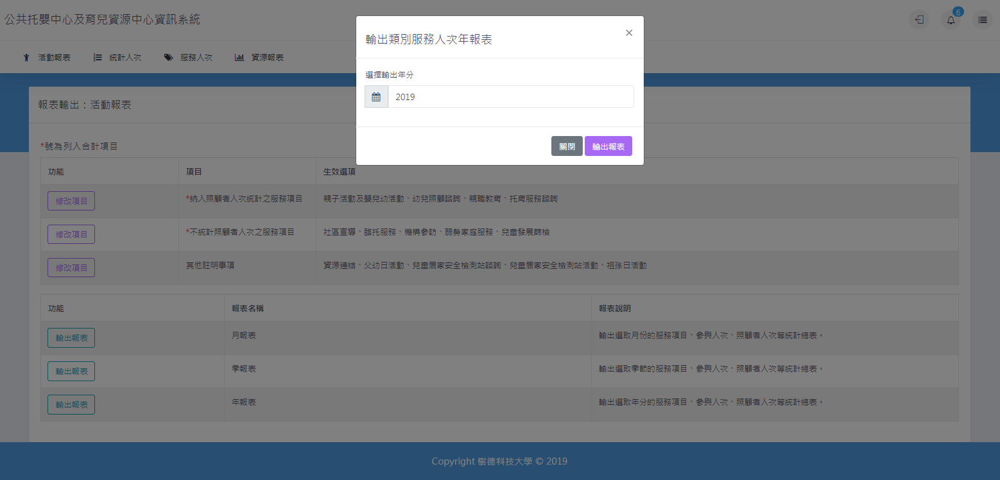 公共托嬰中心及育兒資源中心資訊系統
6
活動報表 統計人次 服務人次 資源報表
輸出類別服務人次年報表
×
選擇輸出年分
2019
關閉 輸出報表
報表輸出：活動報表
*號為列入合計項目
功能 項目 生效選項
修改項目 *納入照顧者人次統計之服務項目 親子活動及嬰兒幼活動、幼兒照顧諮詢、親職教育、托育服務諮詢
修改項目 *不統計照顧者人次之服務項目 社區宣導、臨托服務、機構參訪、弱勢家庭服務、兒童發展篩檢
修改項目 其他註明事項 資源連結、父幼日活動、兒童居家安全檢測站諮詢、兒童居家安全檢測站活動、祖孫日活動
功能 報表名稱 報表說明
輸出報表 月報表 輸出選取月份的服務項目、參與人次、照顧者人次等統計總表。
輸出報表 季報表 輸出選取季節的服務項目、參與人次、照顧者人次等統計總表。
輸出報表 年報表 輸出選取年分的服務項目、參與人次、照顧者人次等統計總表。
Copyright 樹德科技大學 © 2019